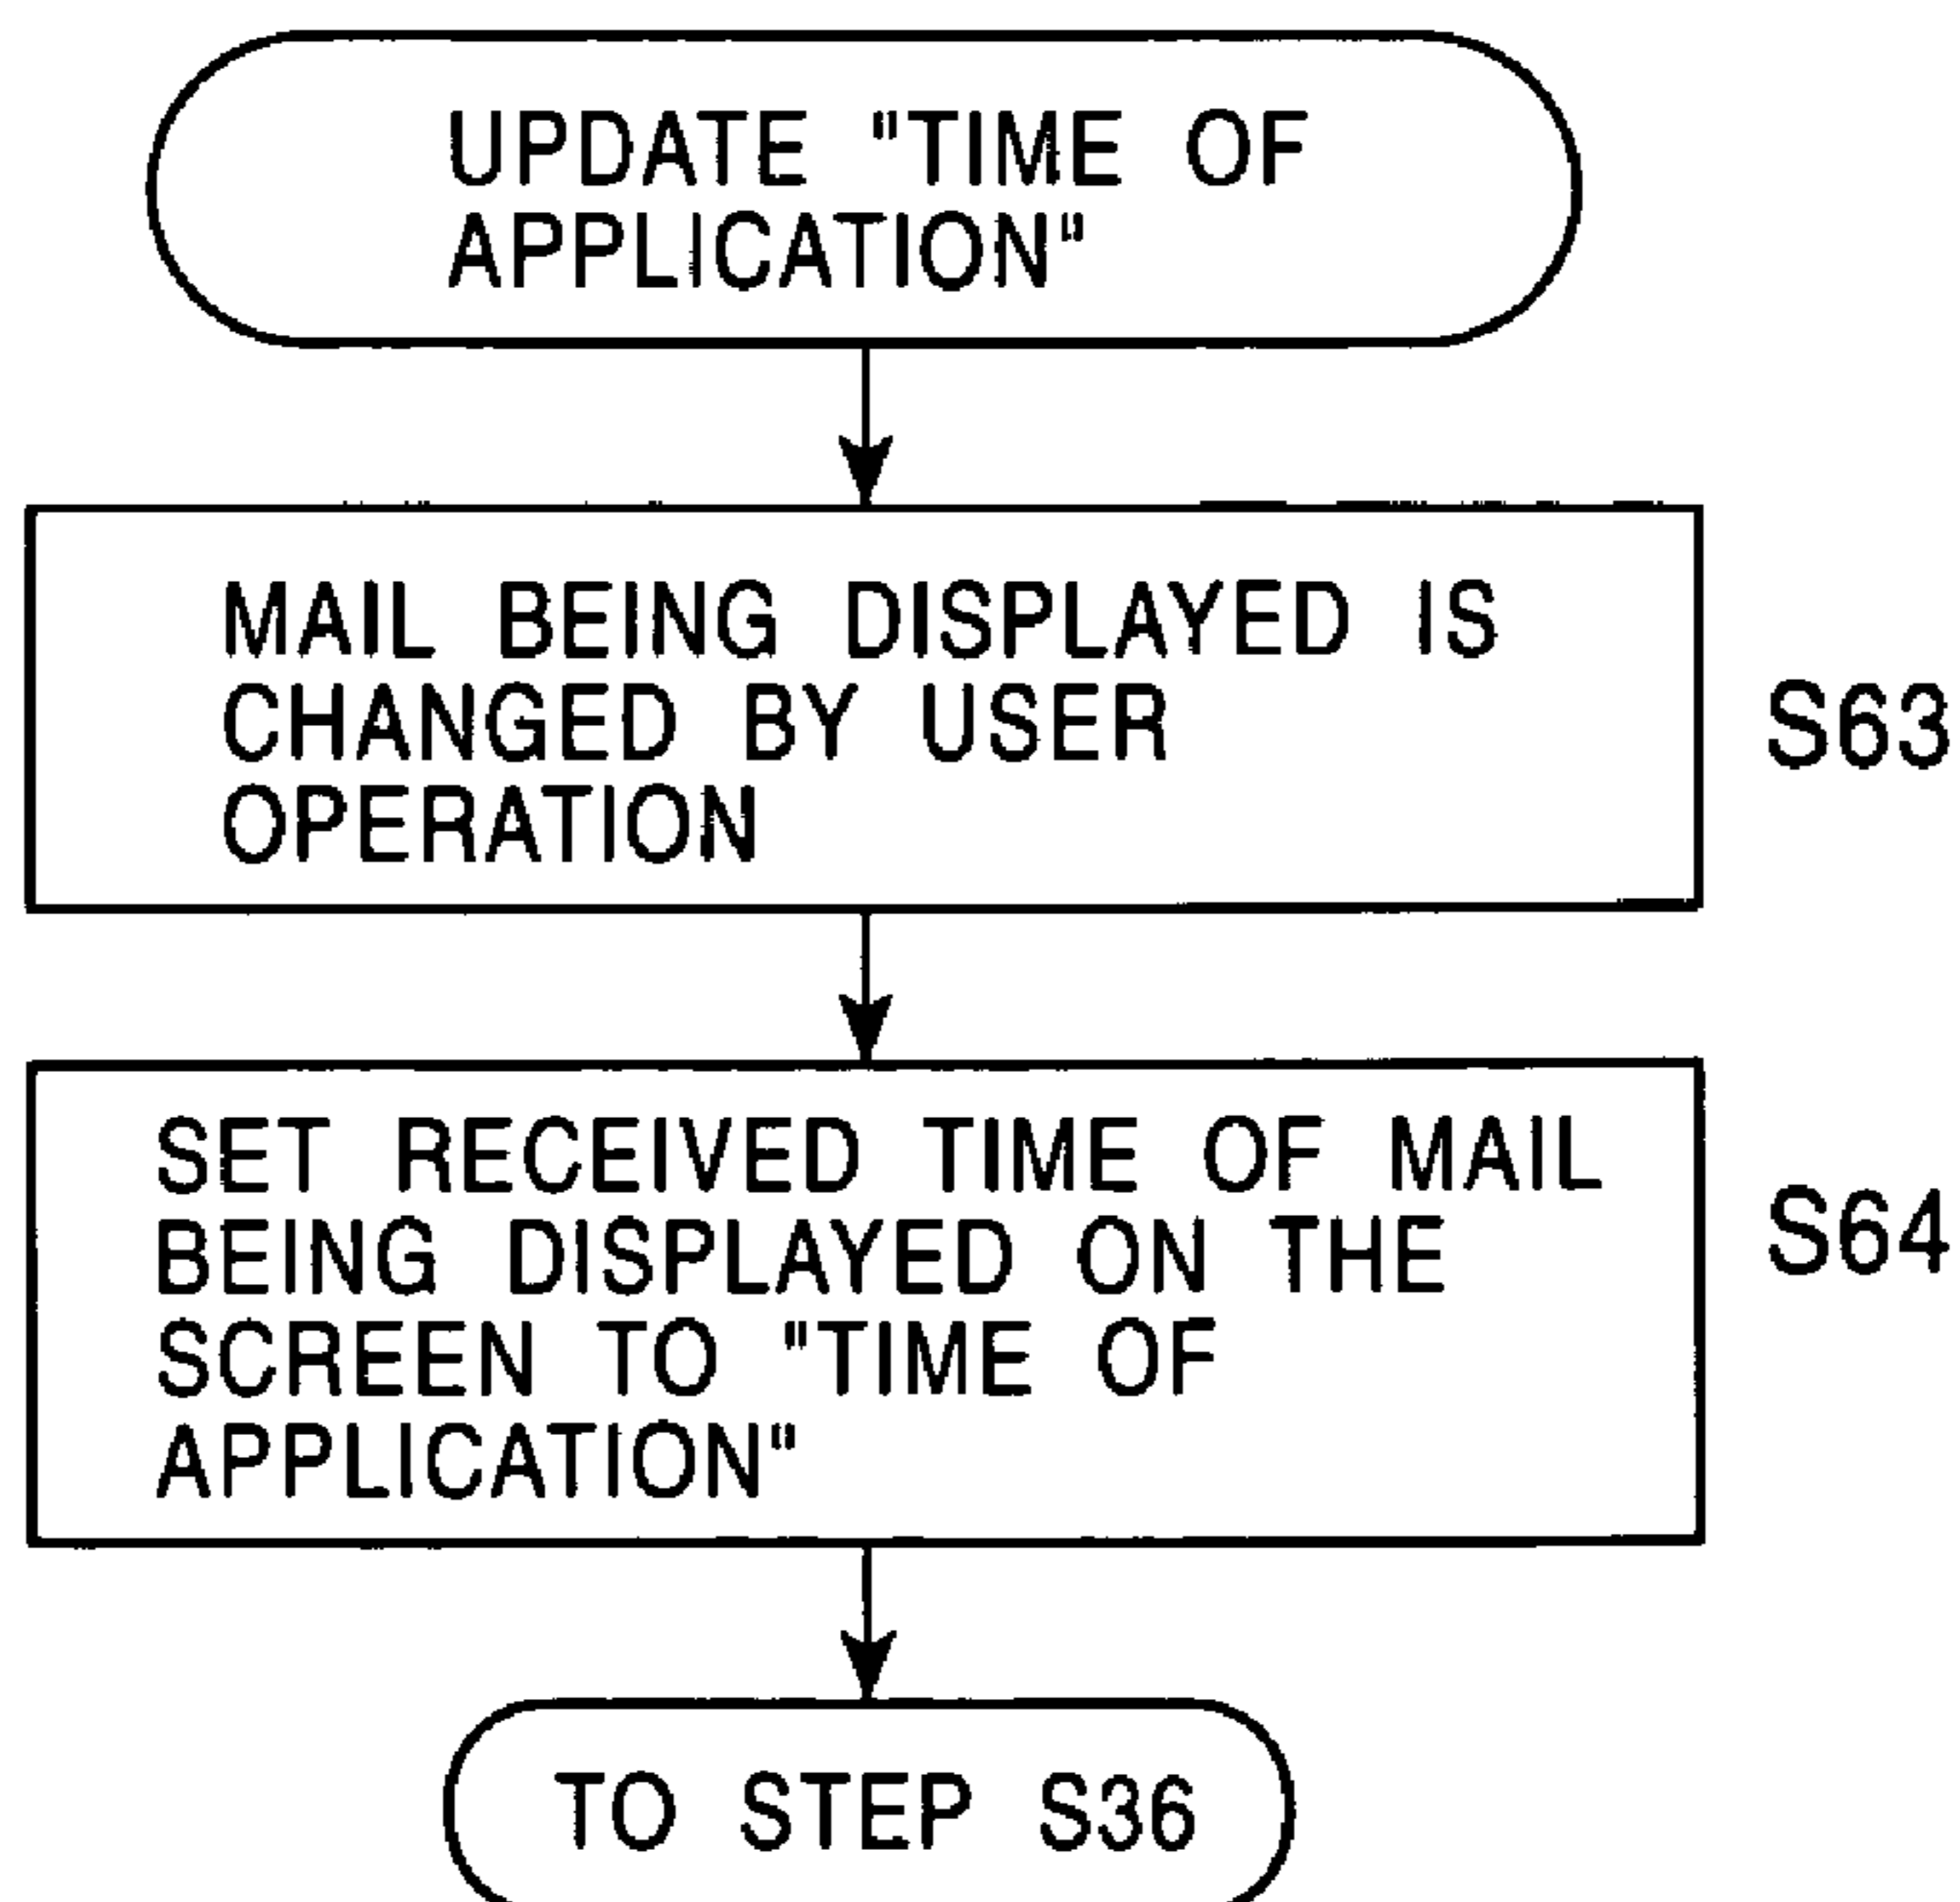 UPDATE "TIME OF
APPLICATION"
MAIL BEING DISPLAYED IS
CHANGED BY USER
OPERATION
S63
SET RECEIVED TIME OF MAIL
BEING DISPLAYED ON THE
SCREEN TO "TIME OF
APPLICATION"
S64
TO STEP S36